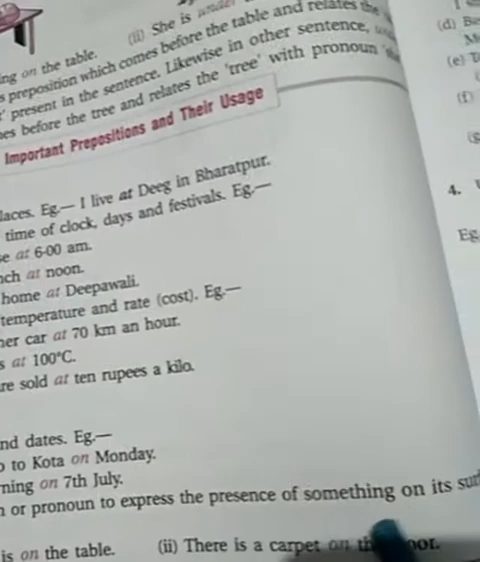 (ii) She is under
ng on the table.
preposition which comes before the table and relates the
present in the sentence. Likewise in other sentence,
es before the tree and relates the 'tree' with pronoun
Important Prepositions and Their Usage
laces. Eg.— I live at Deeg in Bharatpur.
time of clock, days and festivals. Eg.—
e at 6-00 am.
ch at noon.
home at Deepawali.
temperature and rate (cost). Eg.—
er car at 70 km an hour.
s at 100°C.
re sold at ten rupees a kilo.
nd dates. Eg.—
to Kota on Monday.
ning on 7th July.
or pronoun to express the presence of something on its
is on the table. (ii) There is a carpet on
(d)
(e)
(f)
4.
Eg